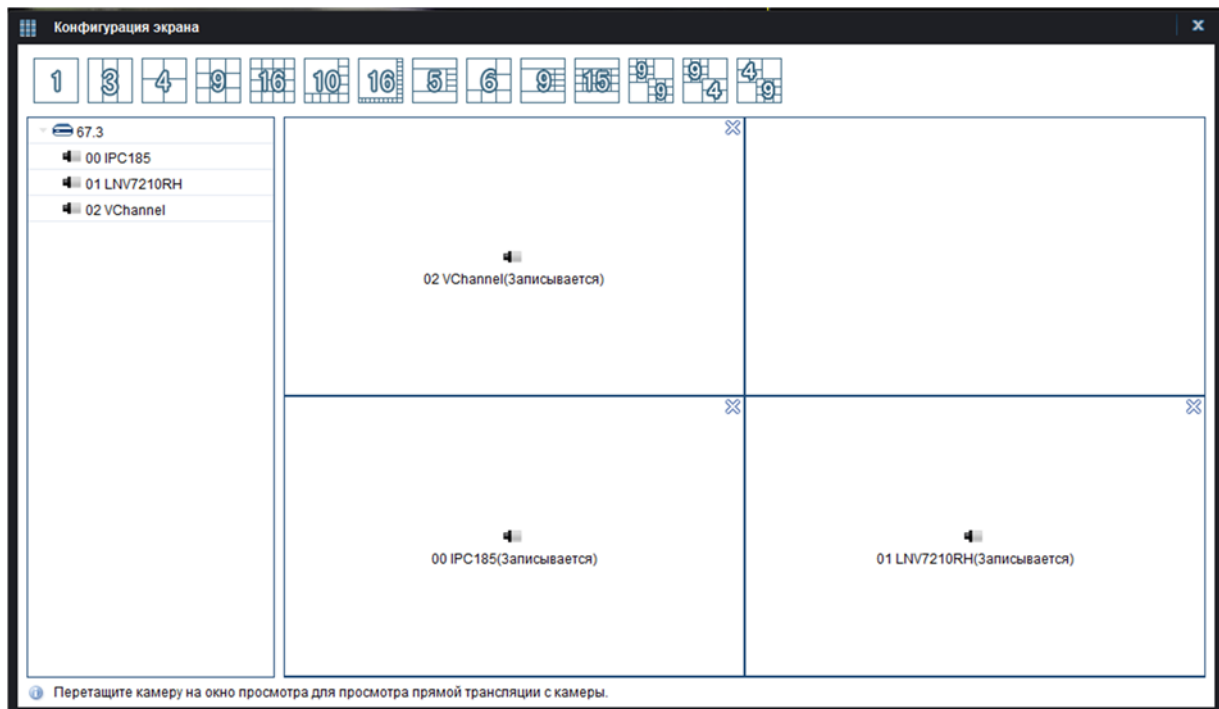 Конфигурация экрана
1 3 4 9 16 10 16 5 6 9 15 9 9 9 4 4 9
67.3
00 IPC185
01 LNV7210RH
02 VChannel
02 VChannel(Записывается)
00 IPC185(Записывается)
01 LNV7210RH(Записывается)
Перетащите камеру на окно просмотра для просмотра прямой трансляции с камеры.